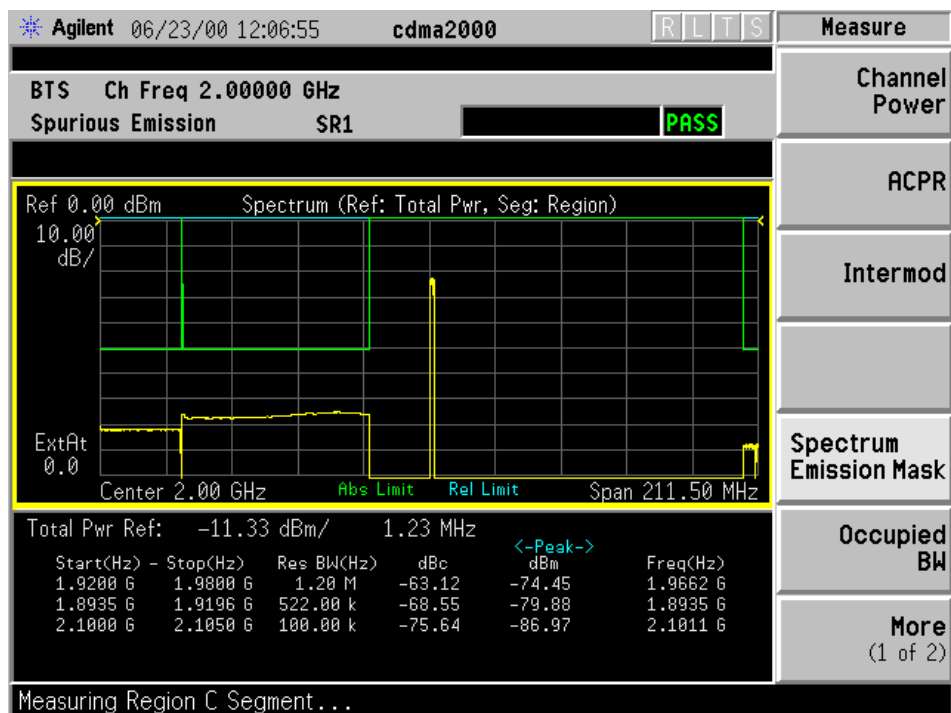 Agilent 06/23/00 12:06:55 cdma2000 R L T S Measure
BTS Ch Freq 2.00000 GHz
Spurious Emission SR1 PASS
Channel
Power
ACPR
Intermod
Spectrum
Emission Mask
Occupied
BW
More
(1 of 2)
Ref 0.00 dBm Spectrum (Ref: Total Pwr, Seg: Region)
10.00
dB/
ExtAt
0.0
Center 2.00 GHz Abs Limit Rel Limit Span 211.50 MHz
Total Pwr Ref: -11.33 dBm/ 1.23 MHz
<-Peak->
Start(Hz) - Stop(Hz) Res BW(Hz) dBc dBm Freq(Hz)
1.9200 G 1.9800 G 1.20 M -63.12 -74.45 1.9662 G
1.8935 G 1.9196 G 522.00 k -68.55 -79.88 1.8935 G
2.1000 G 2.1050 G 100.00 k -75.64 -86.97 2.1011 G
Measuring Region C Segment...